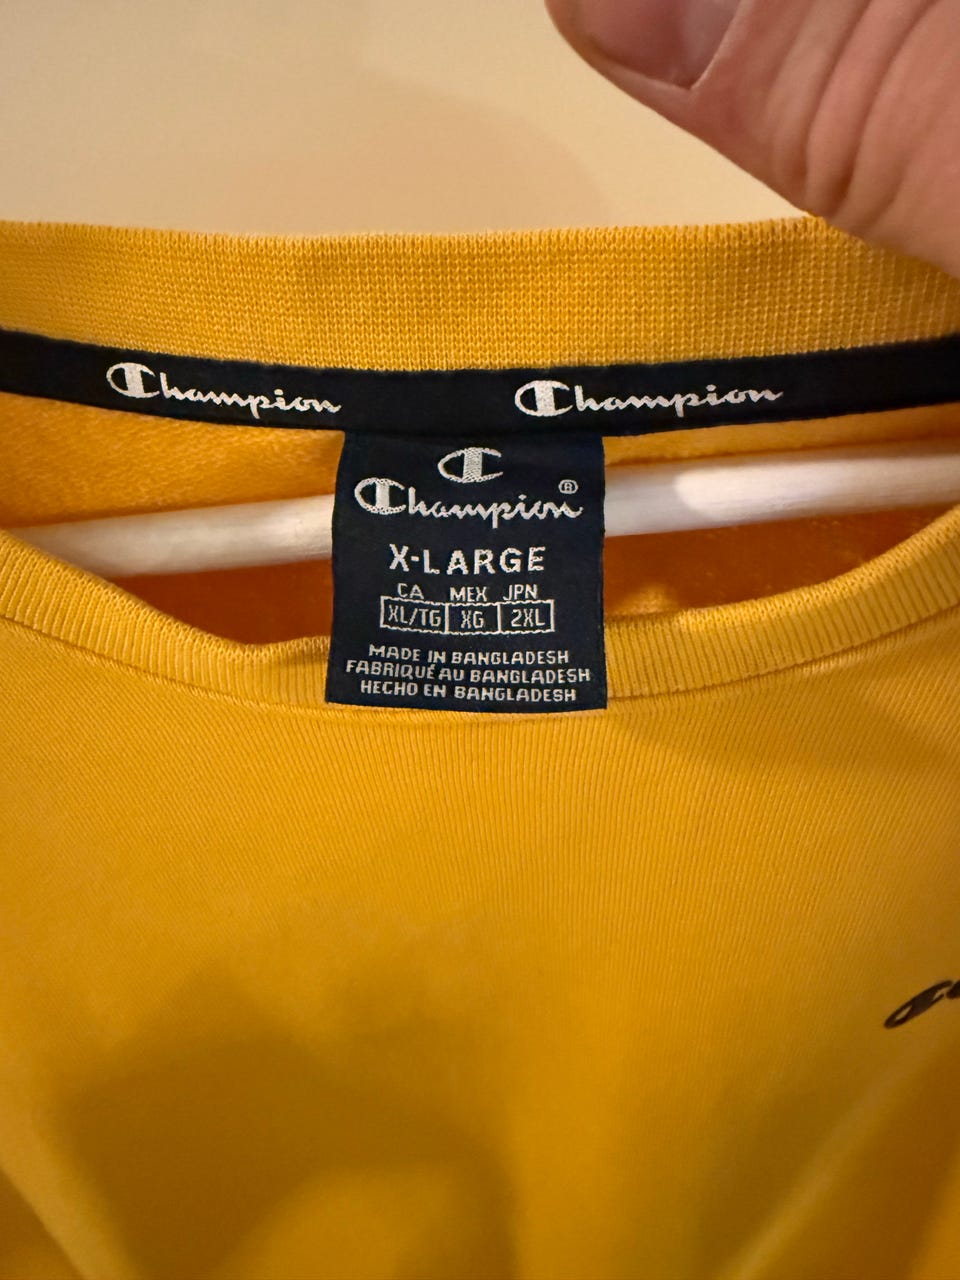 Champion Champion
Champion®
X-LARGE
CA MEX JPN
XL/TG XG 2XL
MADE IN BANGLADESH
FABRIQUÉ AU BANGLADESH
HECHO EN BANGLADESH